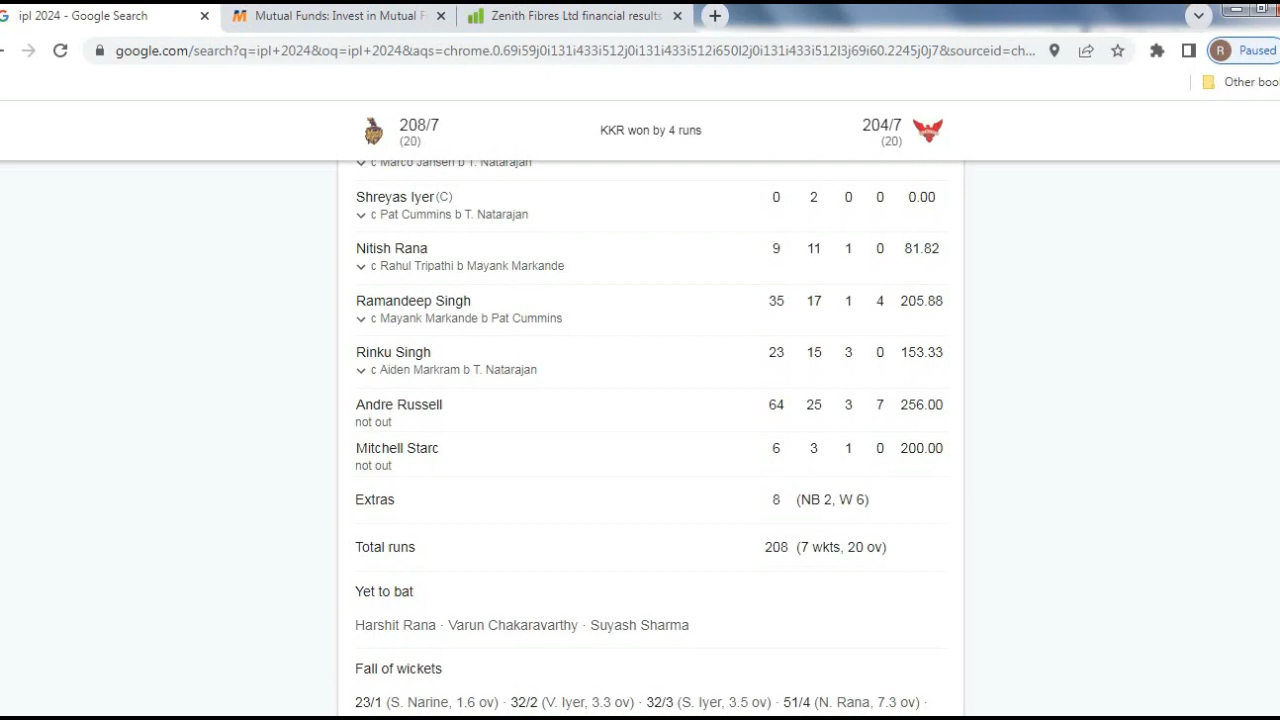 ipl 2024 - Google Search
Mutual Funds: Invest in Mutual F
Zenith Fibres Ltd financial results
google.com/search?q=ipl+2024&oq=ipl+2024&aqs=chrome.0.69i59j0i131i433i512j0i131i433i512i650l2j0i131i433i512l3j69i60.2245j0j7&sourceid=ch...
R Paused
Other boo
208/7
(20)
KKR won by 4 runs
204/7
(20)
c Marco Jansen b T. Natarajan
Shreyas Iyer (C) 0 2 0 0 0.00
c Pat Cummins b T. Natarajan
Nitish Rana 9 11 1 0 81.82
c Rahul Tripathi b Mayank Markande
Ramandeep Singh 35 17 1 4 205.88
c Mayank Markande b Pat Cummins
Rinku Singh 23 15 3 0 153.33
c Aiden Markram b T. Natarajan
Andre Russell 64 25 3 7 256.00
not out
Mitchell Starc 6 3 1 0 200.00
not out
Extras 8 (NB 2, W 6)
Total runs 208 (7 wkts, 20 ov)
Yet to bat
Harshit Rana · Varun Chakaravarthy · Suyash Sharma
Fall of wickets
23/1 (S. Narine, 1.6 ov) · 32/2 (V. Iyer, 3.3 ov) · 32/3 (S. Iyer, 3.5 ov) · 51/4 (N. Rana, 7.3 ov) ·